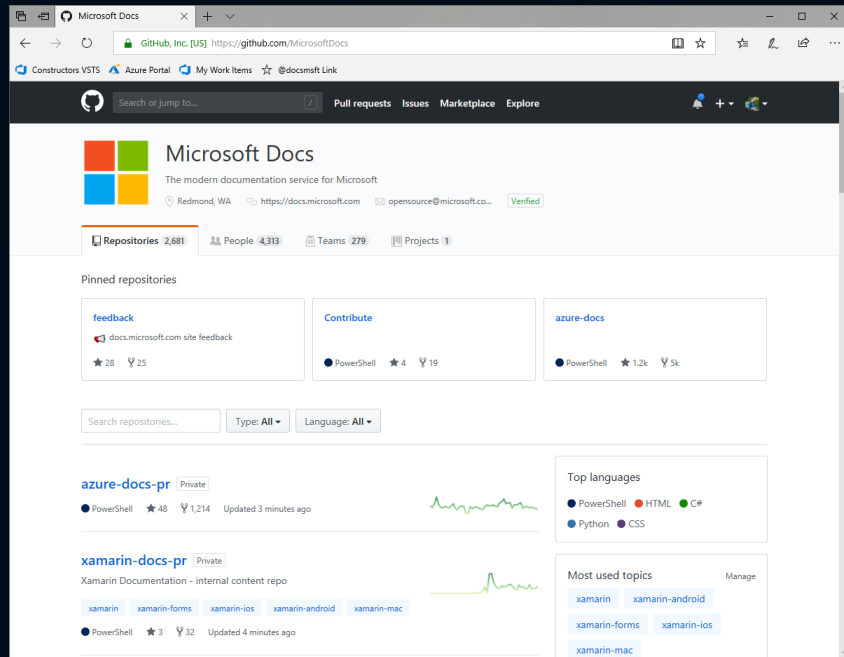 Microsoft Docs
GitHub, Inc. [US] https://github.com/MicrosoftDocs
Constructors VSTS Azure Portal My Work Items @docsmsft Link
Search or jump to... / Pull requests Issues Marketplace Explore
Microsoft Docs
The modern documentation service for Microsoft
Redmond, WA https://docs.microsoft.com opensource@microsoft.co... Verified
Repositories 2,681 People 4,313 Teams 279 Projects 1
Pinned repositories
feedback
docs.microsoft.com site feedback
28 25
Contribute
PowerShell 4 19
azure-docs
PowerShell 1.2k 5k
Search repositories... Type: All Language: All
azure-docs-pr Private
PowerShell 48 1,214 Updated 3 minutes ago
xamarin-docs-pr Private
Xamarin Documentation - internal content repo
xamarin xamarin-forms xamarin-ios xamarin-android xamarin-mac
PowerShell 3 32 Updated 4 minutes ago
Top languages
PowerShell HTML C#
Python CSS
Most used topics Manage
xamarin xamarin-android
xamarin-forms xamarin-ios
xamarin-mac